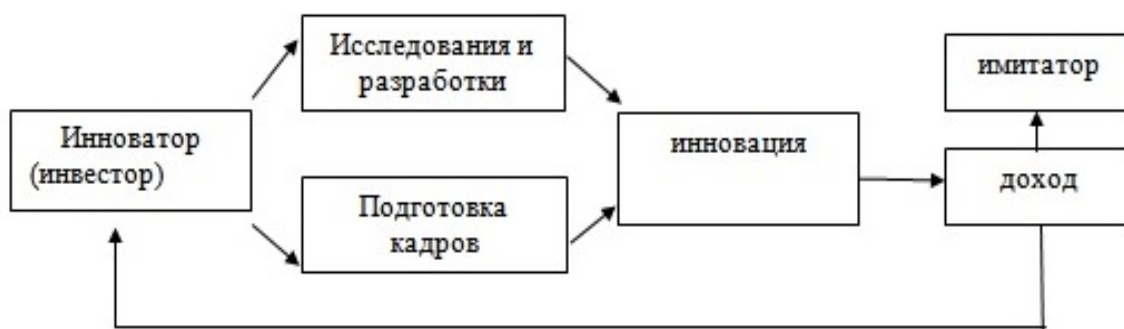 Инноватор
(инвестор)
Исследования и
разработки
Подготовка
кадров
инновация
имитатор
доход